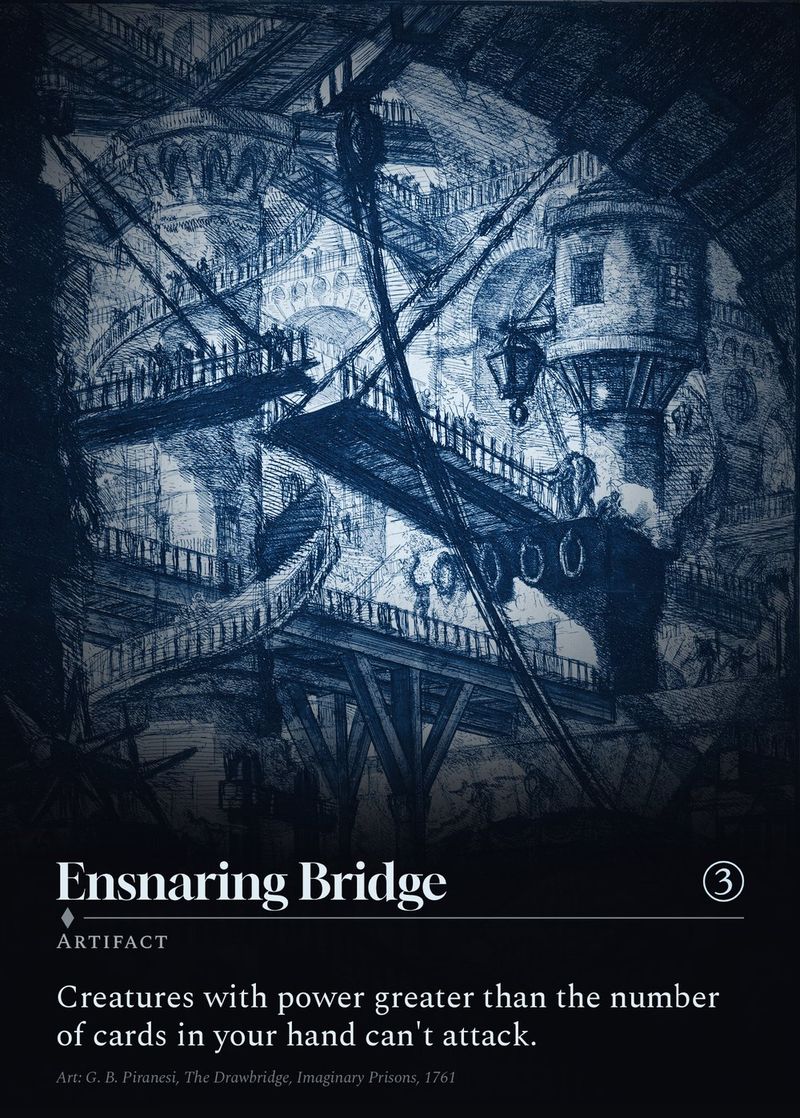 Ensnaring Bridge 3
Artifact
Creatures with power greater than the number
of cards in your hand can't attack.
Art: G. B. Piranesi, The Drawbridge, Imaginary Prisons, 1761